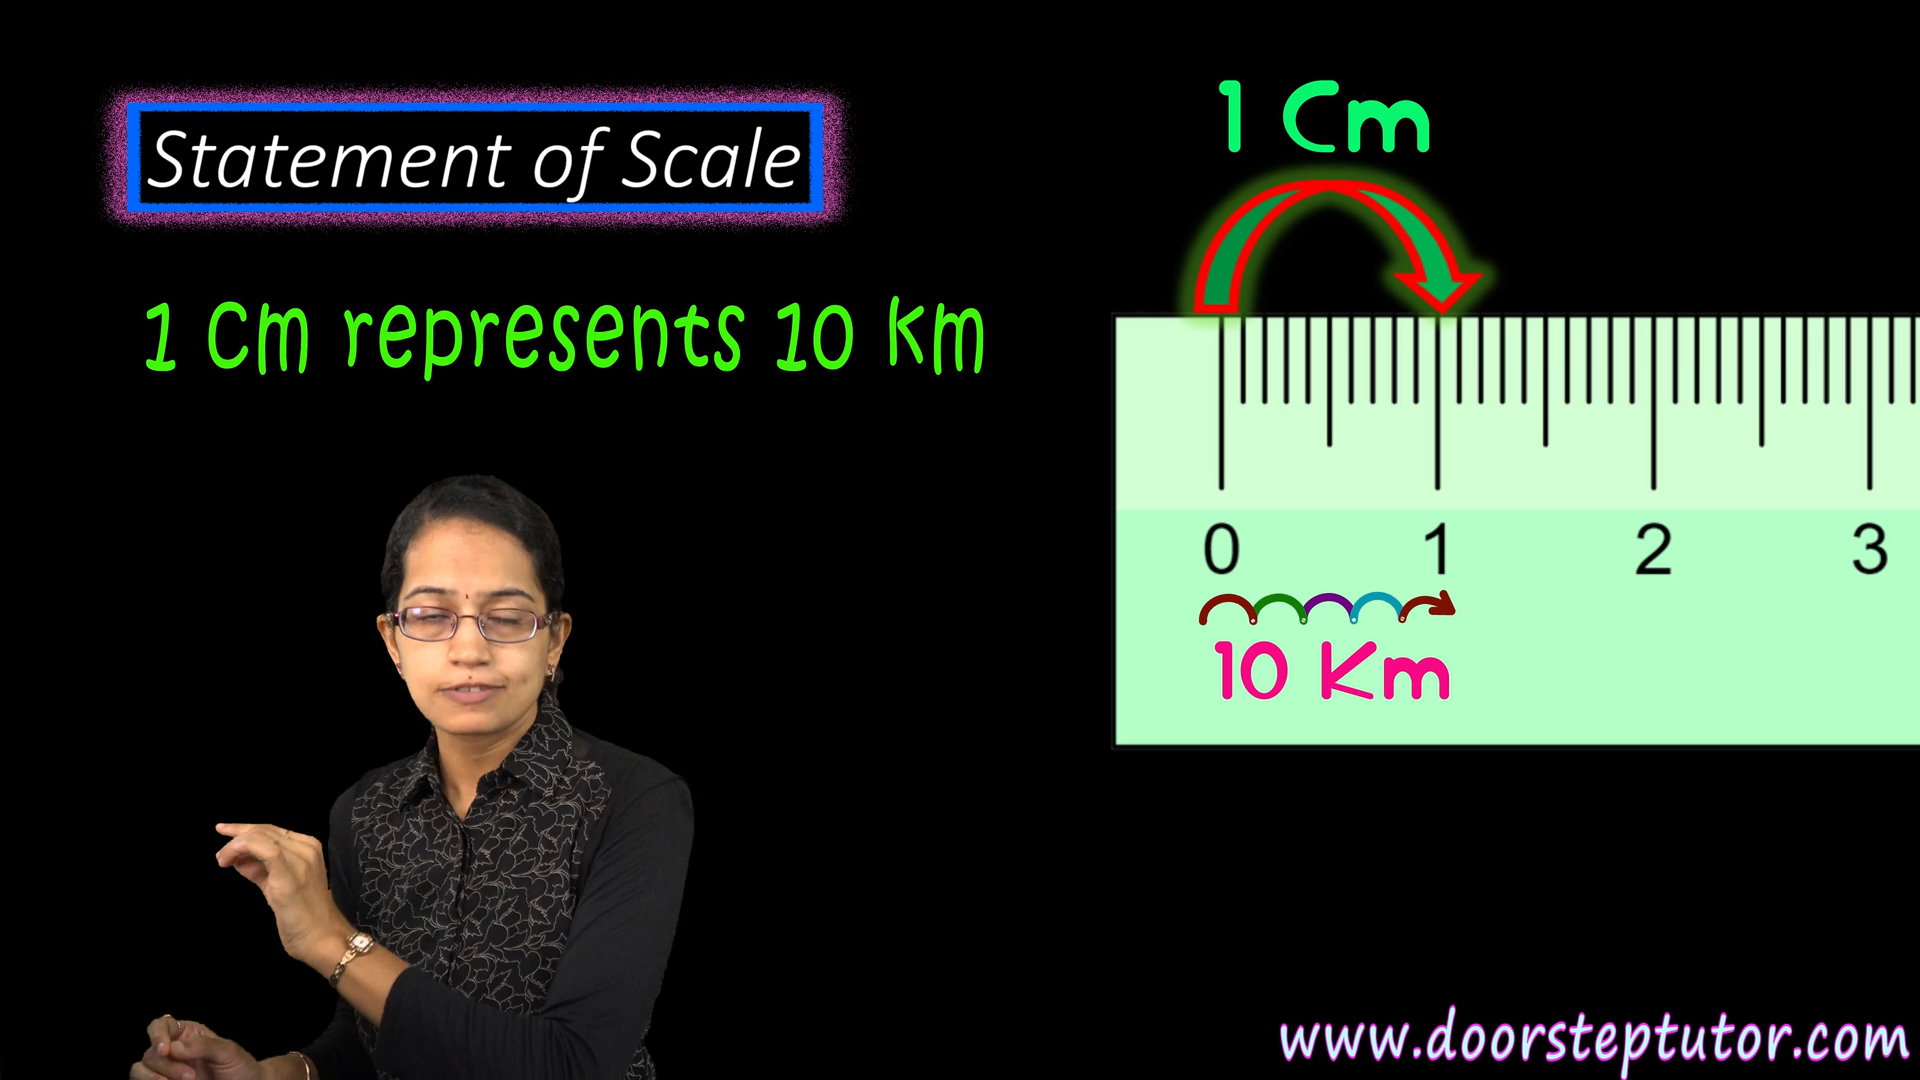 Statement of Scale
1 Cm represents 10 Km
1 Cm
0 1 2 3
10 Km
www.doorsteptutor.com